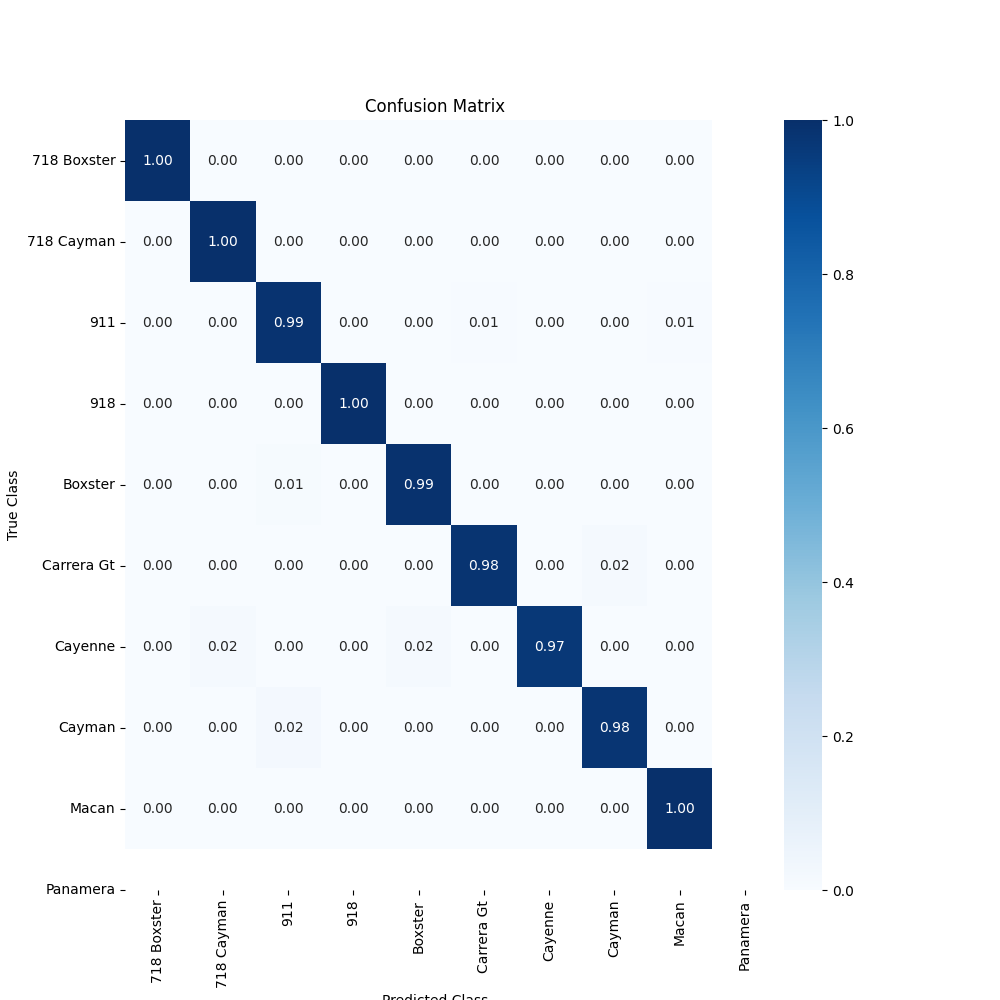 Confusion Matrix
718 Boxster 1.00 0.00 0.00 0.00 0.00 0.00 0.00 0.00 0.00
718 Cayman 0.00 1.00 0.00 0.00 0.00 0.00 0.00 0.00 0.00
911 0.00 0.00 0.99 0.00 0.00 0.01 0.00 0.00 0.01
918 0.00 0.00 0.00 1.00 0.00 0.00 0.00 0.00 0.00
Boxster 0.00 0.00 0.01 0.00 0.99 0.00 0.00 0.00 0.00
Carrera Gt 0.00 0.00 0.00 0.00 0.00 0.98 0.00 0.02 0.00
Cayenne 0.00 0.02 0.00 0.00 0.02 0.00 0.97 0.00 0.00
Cayman 0.00 0.00 0.02 0.00 0.00 0.00 0.00 0.98 0.00
Macan 0.00 0.00 0.00 0.00 0.00 0.00 0.00 0.00 1.00
Panamera
True Class
718 Boxster
718 Cayman
911
918
Boxster
Carrera Gt
Cayenne
Cayman
Macan
Panamera
Predicted Class
1.0
0.8
0.6
0.4
0.2
0.0